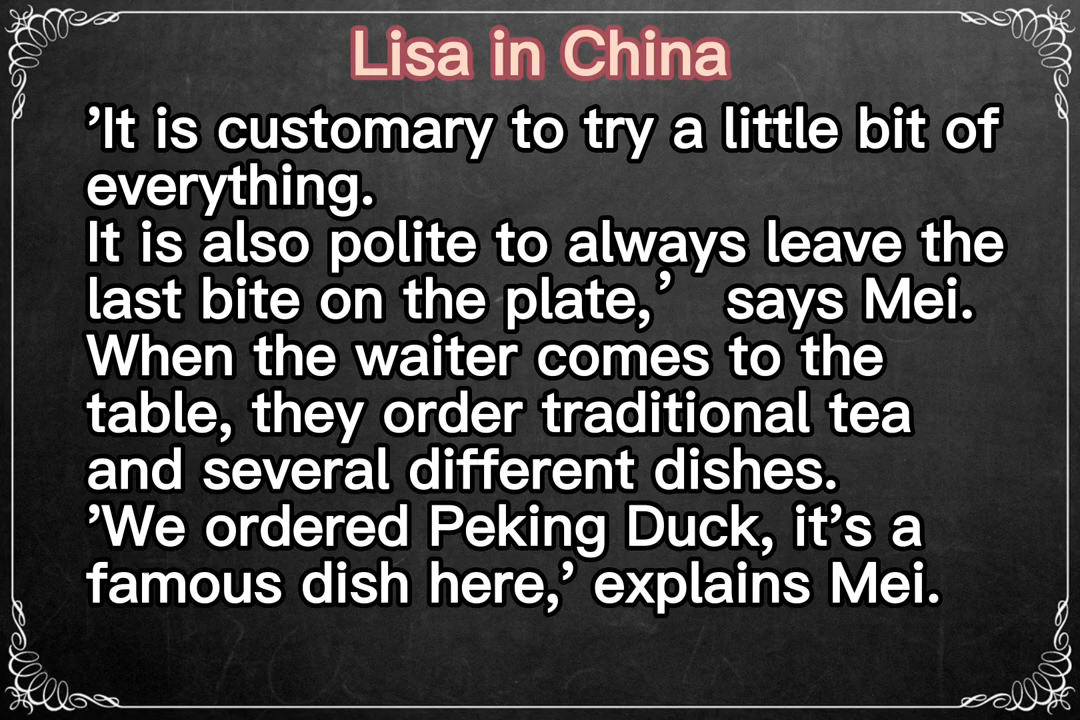 Lisa in China
’It is customary to try a little bit of
everything.
It is also polite to always leave the
last bite on the plate,’ says Mei.
When the waiter comes to the
table, they order traditional tea
and several different dishes.
’We ordered Peking Duck, it’s a
famous dish here,’ explains Mei.